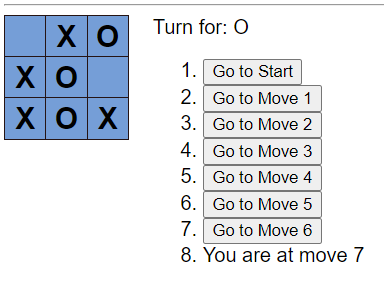 X O
X O
X O X
Turn for: O
1. Go to Start
2. Go to Move 1
3. Go to Move 2
4. Go to Move 3
5. Go to Move 4
6. Go to Move 5
7. Go to Move 6
8. You are at move 7